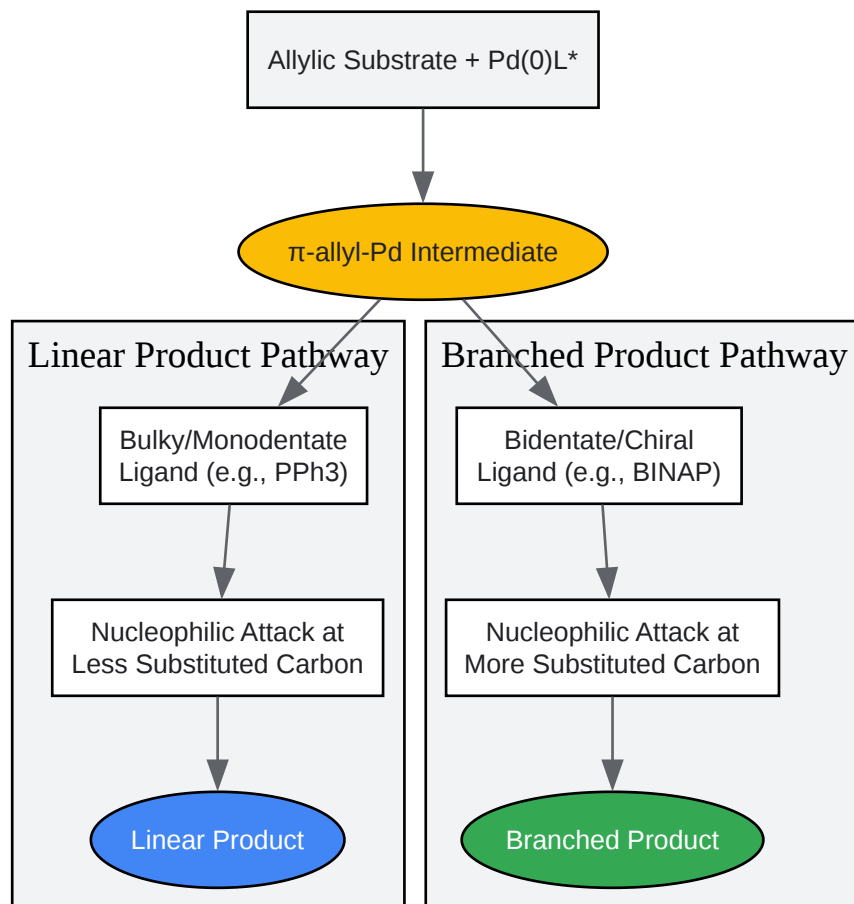 Allylic Substrate + Pd(0)L*
π-allyl-Pd Intermediate
Linear Product Pathway
Bulky/Monodentate
Ligand (e.g., PPh3)
Nucleophilic Attack at
Less Substituted Carbon
Linear Product
Branched Product Pathway
Bidentate/Chiral
Ligand (e.g., BINAP)
Nucleophilic Attack at
More Substituted Carbon
Branched Product